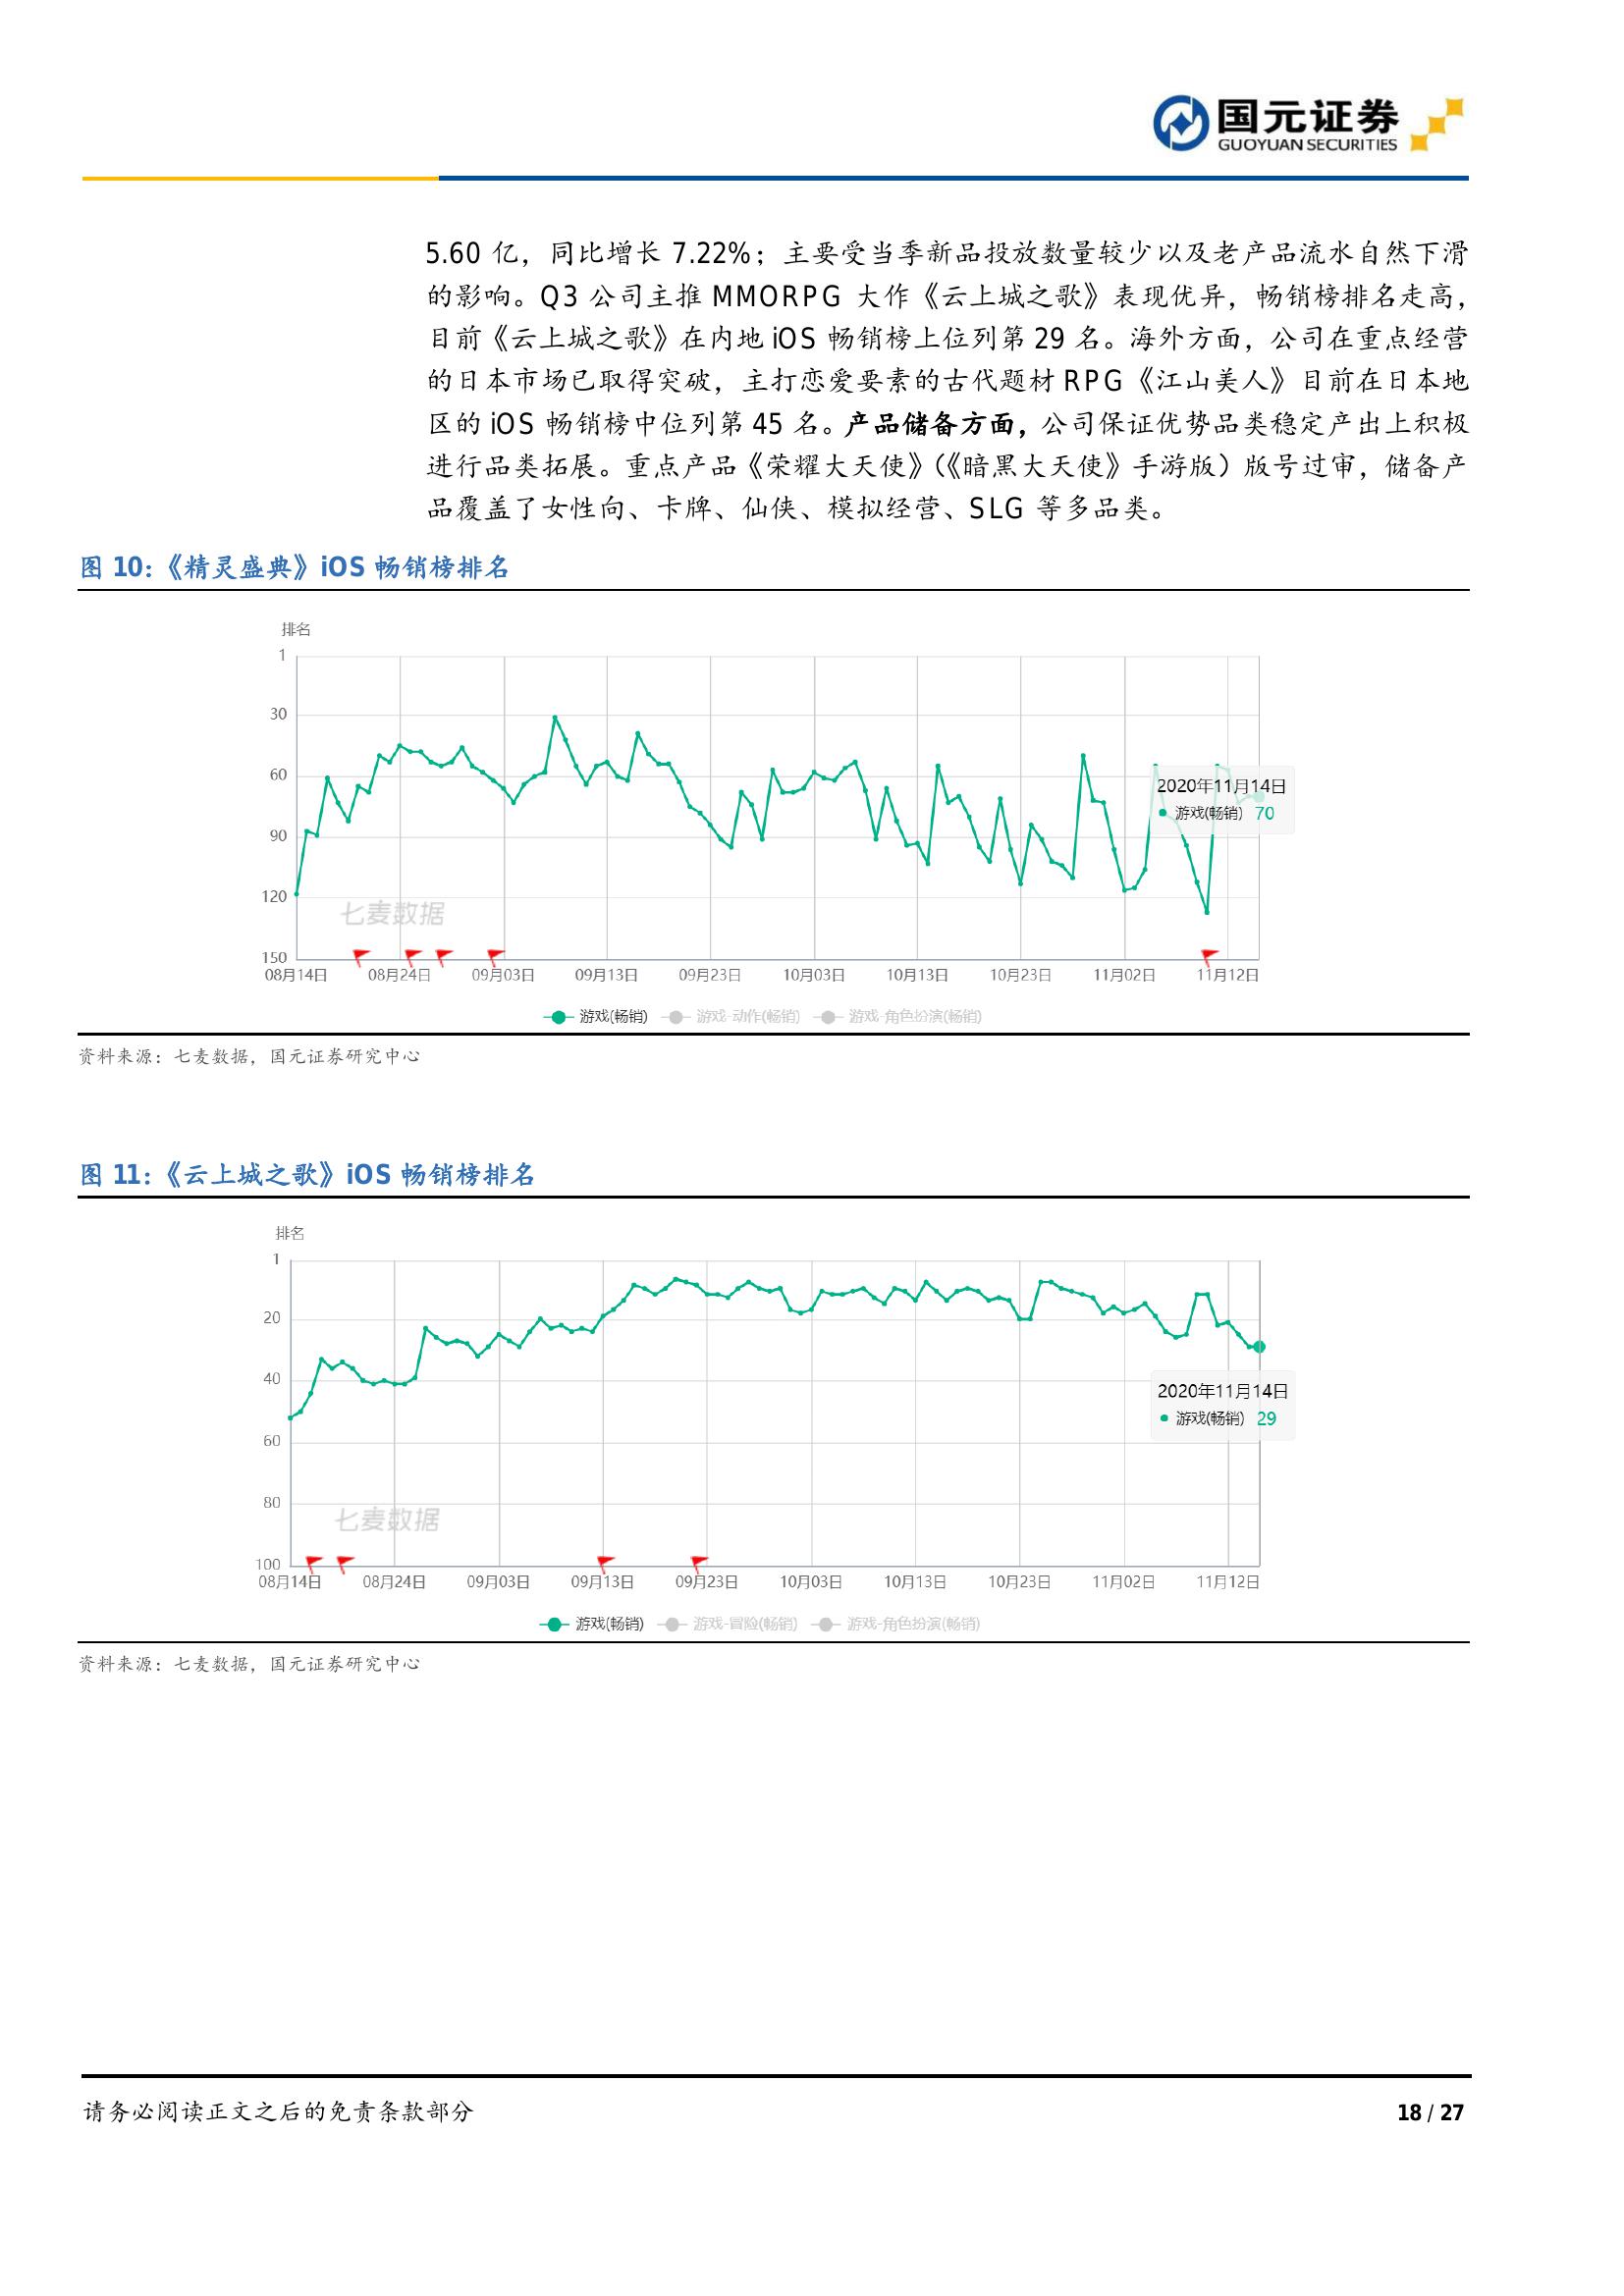 国元证券
GUOYUAN SECURITIES
5.60 亿，同比增长 7.22%；主要受当季新品投放数量较少以及老产品流水自然下滑
的影响。Q3 公司主推 MMORPG 大作《云上城之歌》表现优异，畅销榜排名走高，
目前《云上城之歌》在内地 iOS 畅销榜上位列第 29 名。海外方面，公司在重点经营
的日本市场已取得突破，主打恋爱要素的古代题材 RPG《江山美人》目前在日本地
区的 iOS 畅销榜中位列第 45 名。产品储备方面，公司保证优势品类稳定产出上积极
进行品类拓展。重点产品《荣耀大天使》（《暗黑大天使》手游版）版号过审，储备产
品覆盖了女性向、卡牌、仙侠、模拟经营、SLG 等多品类。
图 10：《精灵盛典》iOS 畅销榜排名
排名
1
30
60
90
120
150
2020年11月14日
游戏(畅销) 70
七麦数据
08月14日 08月24日 09月03日 09月13日 09月23日 10月03日 10月13日 10月23日 11月02日 11月12日
游戏(畅销) 游戏-动作(畅销) 游戏-角色扮演(畅销)
资料来源：七麦数据，国元证券研究中心
图 11：《云上城之歌》iOS 畅销榜排名
排名
1
20
40
60
80
100
2020年11月14日
游戏(畅销) 29
七麦数据
08月14日 08月24日 09月03日 09月13日 09月23日 10月03日 10月13日 10月23日 11月02日 11月12日
游戏(畅销) 游戏-冒险(畅销) 游戏-角色扮演(畅销)
资料来源：七麦数据，国元证券研究中心
请务必阅读正文之后的免责条款部分
18 / 27